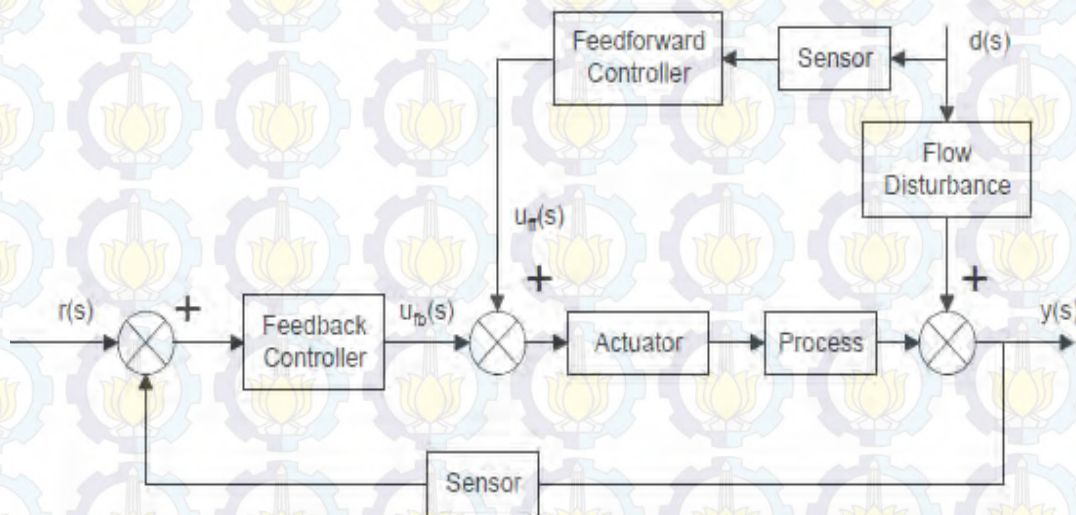 Feedforward
Controller
Sensor
d(s)
Flow
Disturbance
uff(s)
+
+
r(s)
+
Feedback
Controller
ufb(s)
Actuator
Process
y(s)
Sensor